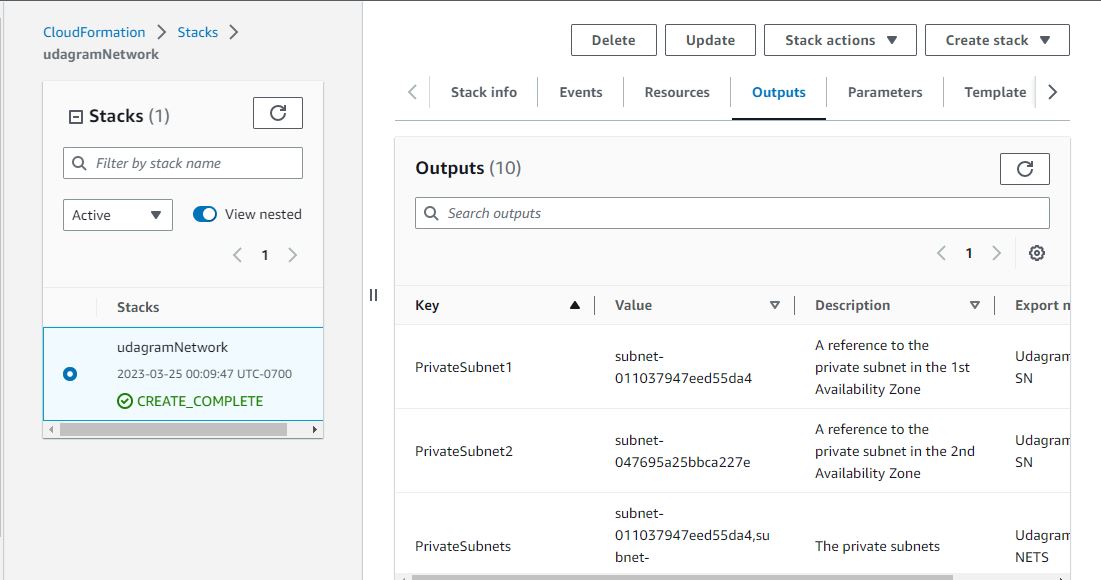 CloudFormation Stacks
udagramNetwork
Stacks (1)
Filter by stack name
Active View nested
1
Stacks
udagramNetwork
2023-03-25 00:09:47 UTC-0700
CREATE_COMPLETE
Delete Update Stack actions Create stack
Stack info Events Resources Outputs Parameters Template
Outputs (10)
Search outputs
1
Key Value Description Export
PrivateSubnet1
subnet-
011037947eed55da4
A reference to the
private subnet in the 1st
Availability Zone
Udagram
SN
PrivateSubnet2
subnet-
047695a25bbca227e
A reference to the
private subnet in the 2nd
Availability Zone
Udagram
SN
PrivateSubnets
subnet-
011037947eed55da4,su
bnet-
The private subnets
Udagram
NETS